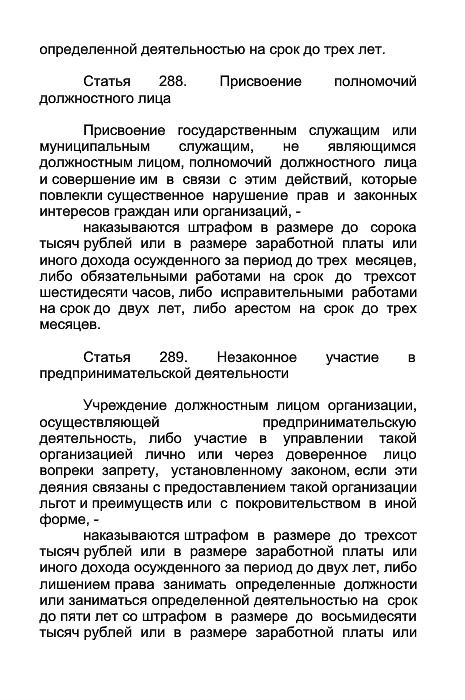 определенной деятельностью на срок до трех лет.
Статья 288. Присвоение полномочий
должностного лица
Присвоение государственным служащим или
муниципальным служащим, не являющимся
должностным лицом, полномочий должностного лица
и совершение им в связи с этим действий, которые
повлекли существенное нарушение прав и законных
интересов граждан или организаций, -
наказываются штрафом в размере до сорока
тысяч рублей или в размере заработной платы или
иного дохода осужденного за период до трех месяцев,
либо обязательными работами на срок до трехсот
шестидесяти часов, либо исправительными работами
на срок до двух лет, либо арестом на срок до трех
месяцев.
Статья 289. Незаконное участие в
предпринимательской деятельности
Учреждение должностным лицом организации,
осуществляющей предпринимательскую
деятельность, либо участие в управлении такой
организацией лично или через доверенное лицо
вопреки запрету, установленному законом, если эти
деяния связаны с предоставлением такой организации
льгот и преимуществ или с покровительством в иной
форме, -
наказываются штрафом в размере до трехсот
тысяч рублей или в размере заработной платы или
иного дохода осужденного за период до двух лет, либо
лишением права занимать определенные должности
или заниматься определенной деятельностью на срок
до пяти лет со штрафом в размере до восьмидесяти
тысяч рублей или в размере заработной платы или